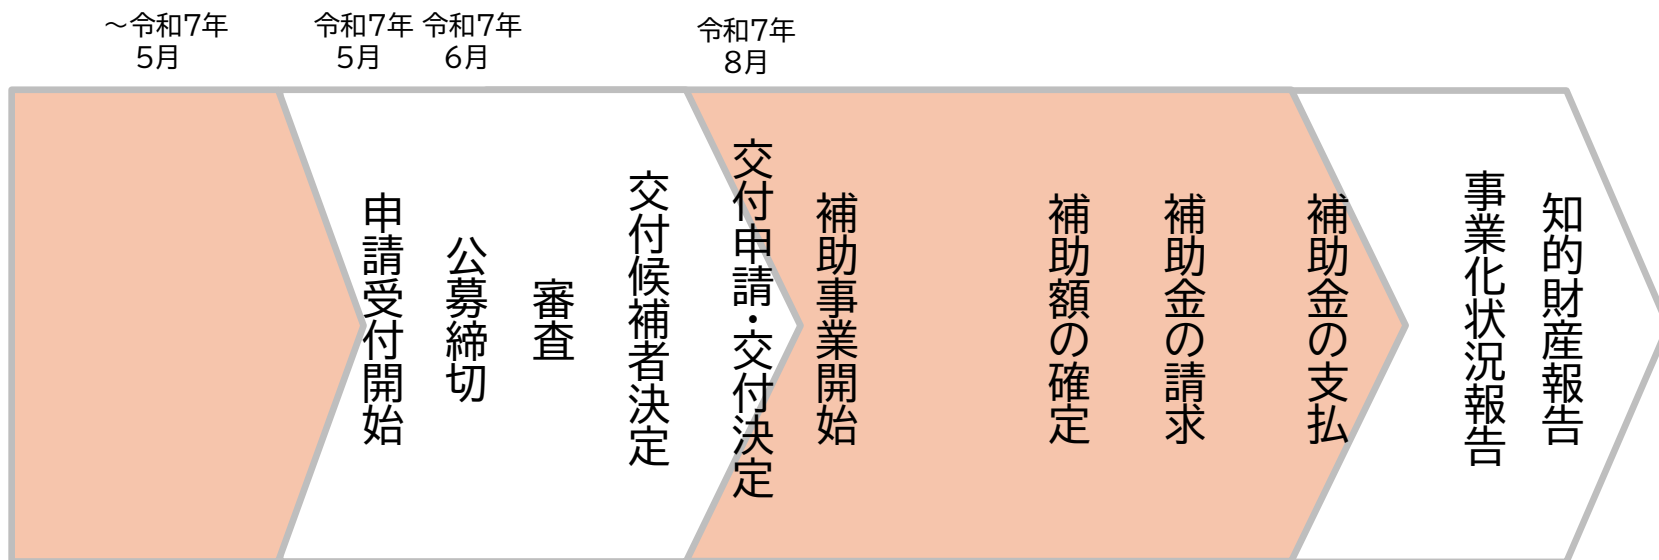 ～令和7年
5月
令和7年
5月
令和7年
6月
令和7年
8月
申請受付開始
公募締切
審査
交付候補者決定
交付申請・交付決定
補助事業開始
補助額の確定
補助金の請求
補助金の支払
事業化状況報告
知的財産報告